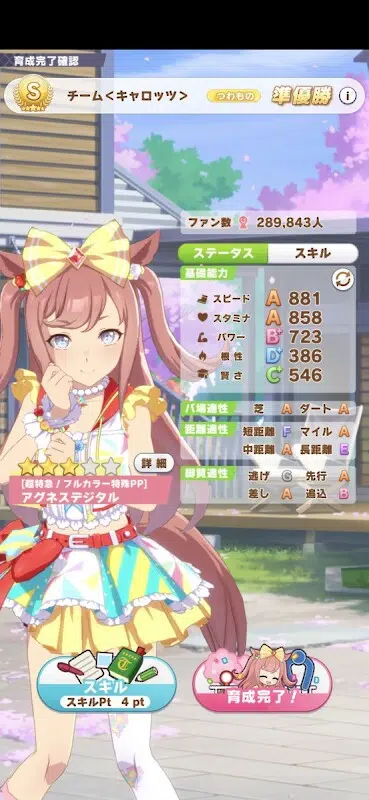 育成完了確認
S
チーム<キャロッツ> つわもの 準優勝 i
ファン数 289,843人
ステータス スキル
基礎能力
スピード A 881
スタミナ A 858
パワー B+ 723
根性 D+ 386
賢さ C+ 546
バ場適性 芝 A ダート A
距離適性 短距離 F マイル A
中距離 A 長距離 E
脚質適性 逃げ G 先行 A
差し A 追込 B
詳細
[超特急!フルカラー特殊PP]
アグネスデジタル
スキル
スキルPt 4 pt
育成完了!